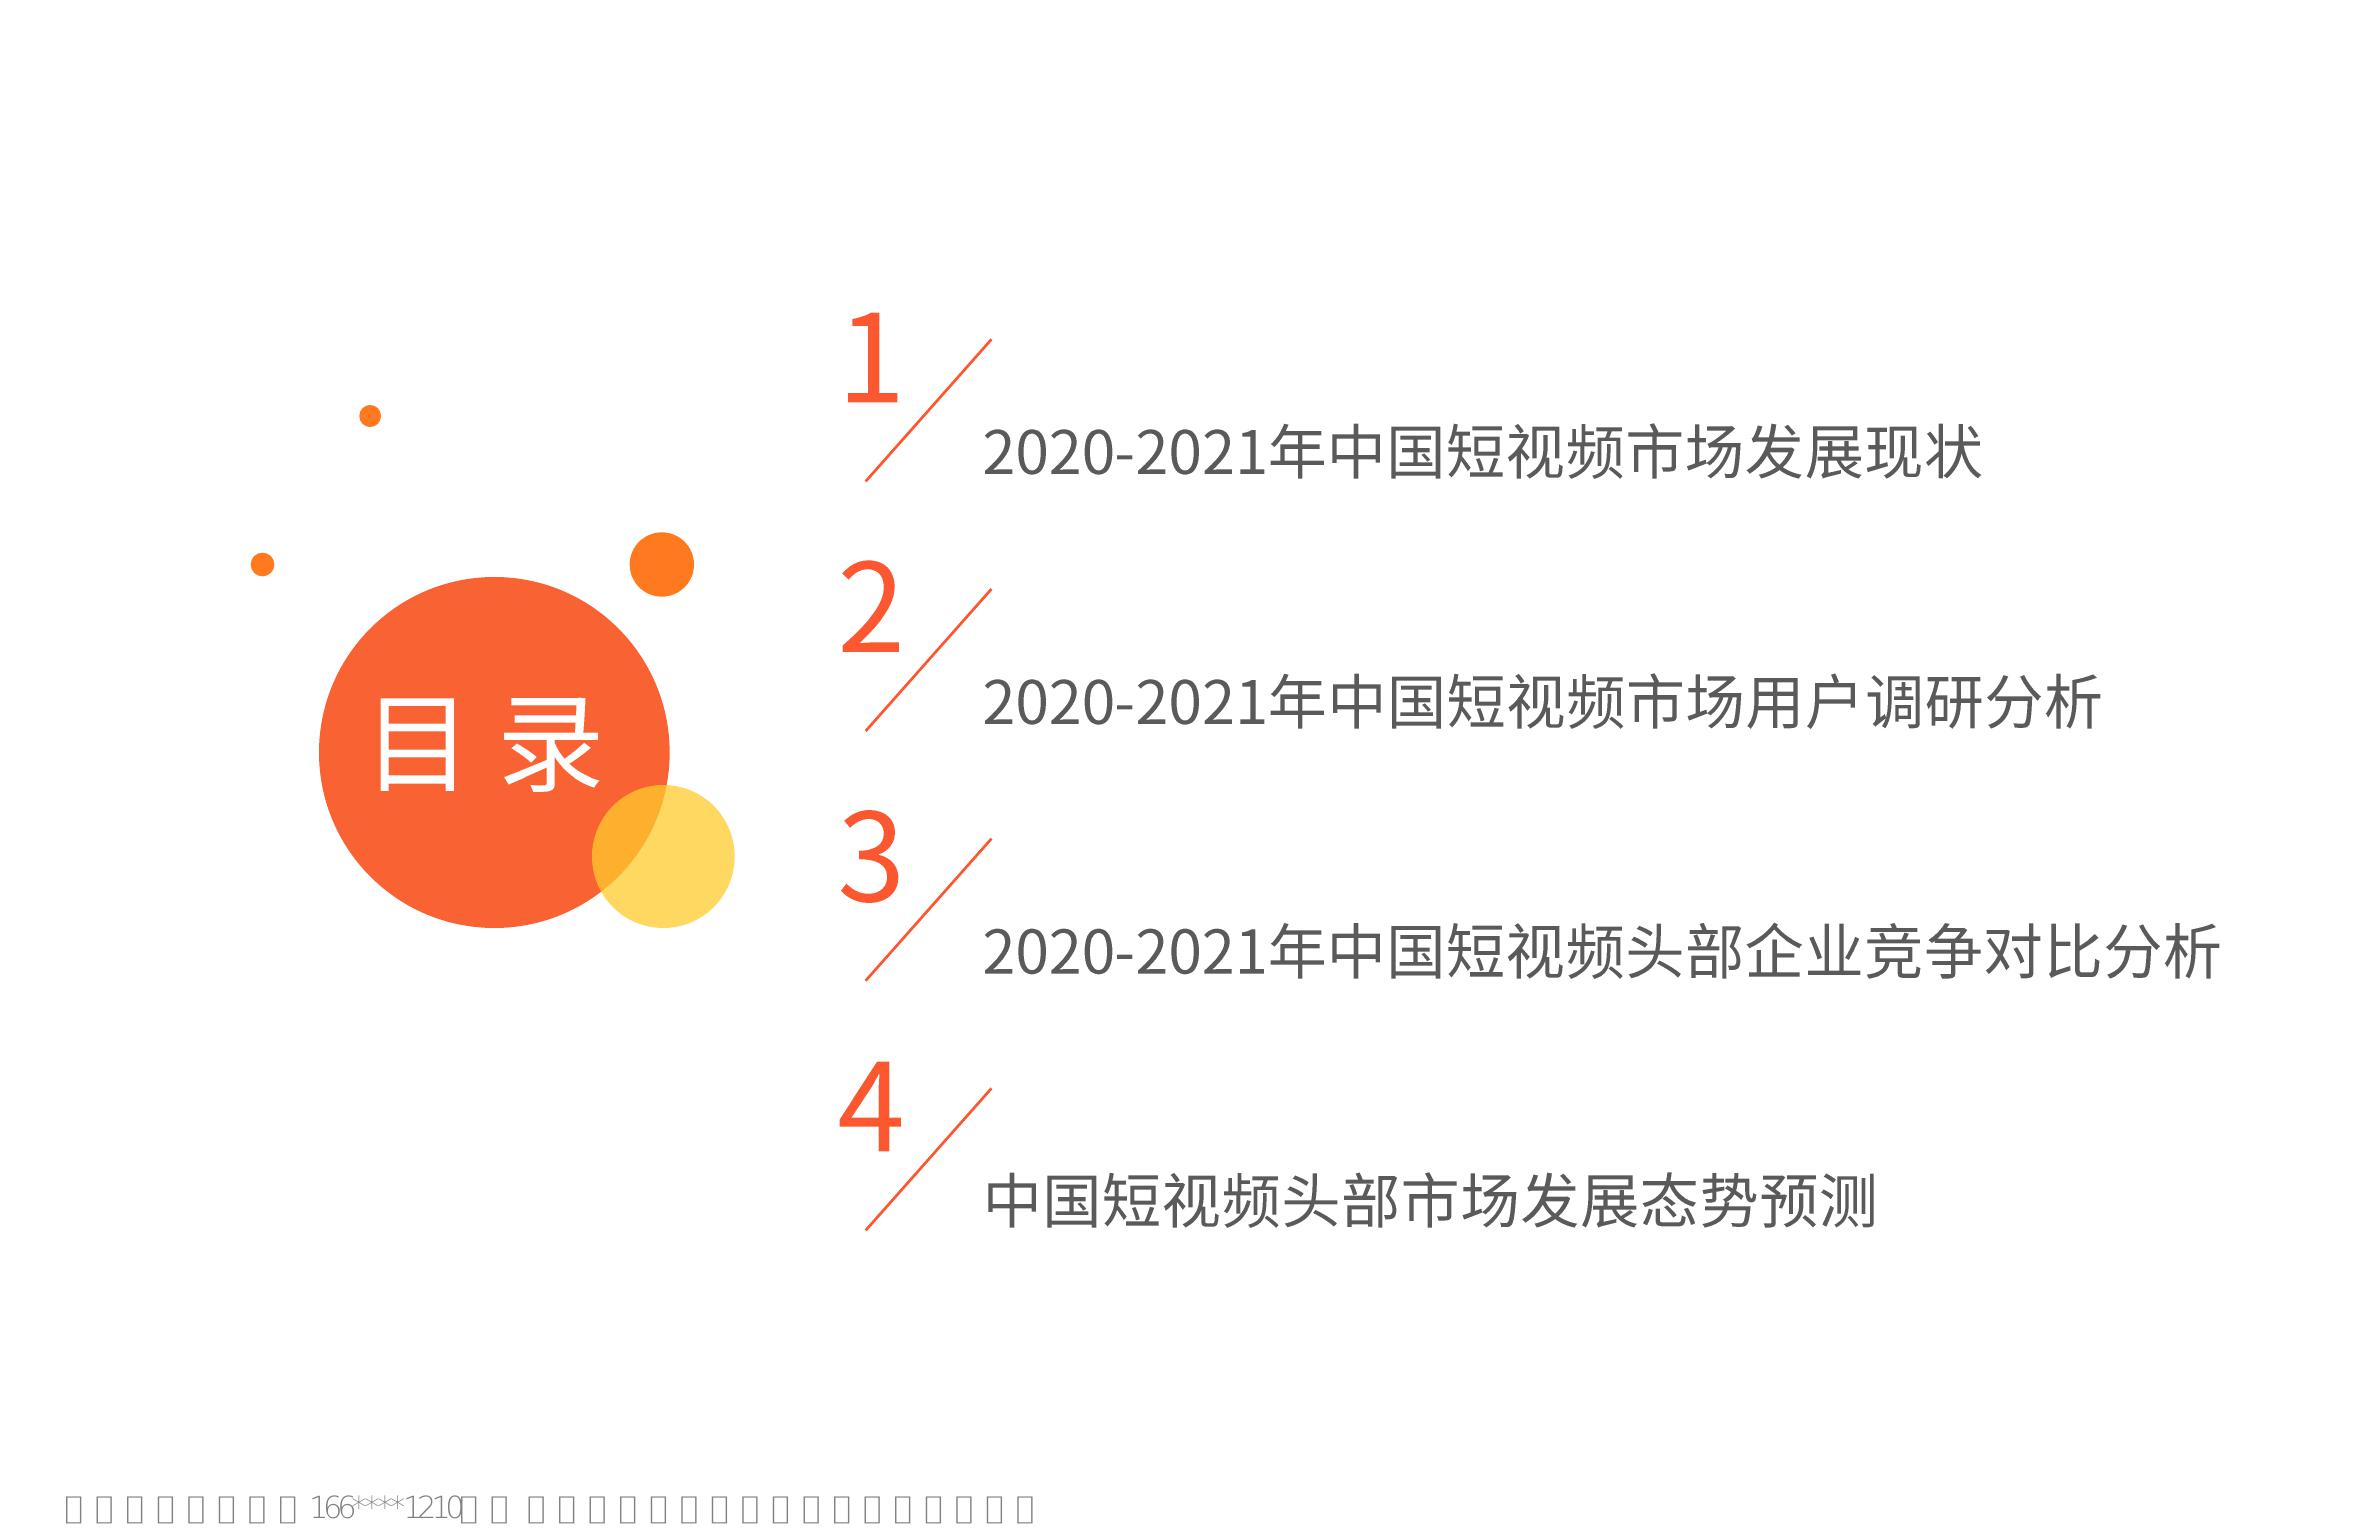 目 录
1
2020-2021年中国短视频市场发展现状
2
2020-2021年中国短视频市场用户调研分析
3
2020-2021年中国短视频头部企业竞争对比分析
4
中国短视频头部市场发展态势预测
166****1210